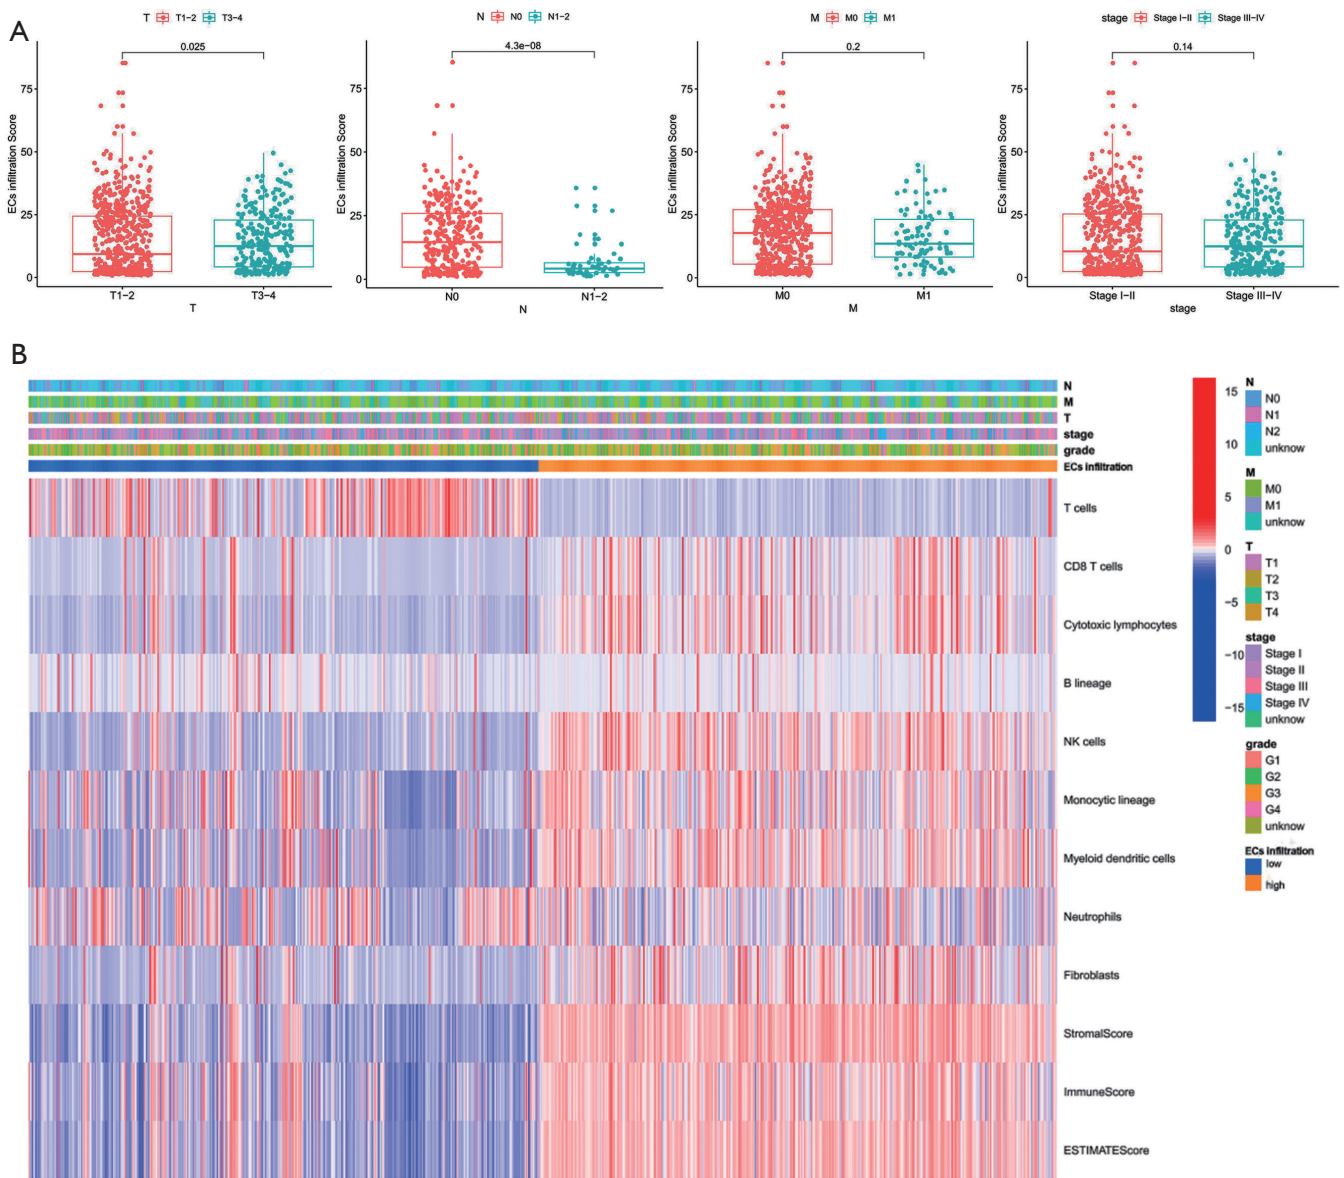 A
T T1-2 T3-4
0.025
ECs infiltration Score
75
50
25
0
T1-2 T3-4
T
N N0 N1-2
4.3e-08
ECs infiltration Score
75
50
25
0
N0 N1-2
N
M M0 M1
0.2
ECs infiltration Score
75
50
25
0
M0 M1
M
stage Stage I-II Stage III-IV
0.14
ECs infiltration Score
75
50
25
0
Stage I-II Stage III-IV
stage
B
N
M
T
stage
grade
ECs infiltration
T cells
CD8 T cells
Cytotoxic lymphocytes
B lineage
NK cells
Monocytic lineage
Myeloid dendritic cells
Neutrophils
Fibroblasts
StromalScore
ImmuneScore
ESTIMATEScore
15
10
5
0
-5
-10
-15
N
N0
N1
N2
unknow
M
M0
M1
unknow
T
T1
T2
T3
T4
stage
Stage I
Stage II
Stage III
Stage IV
unknow
grade
G1
G2
G3
G4
unknow
ECs infiltration
low
high